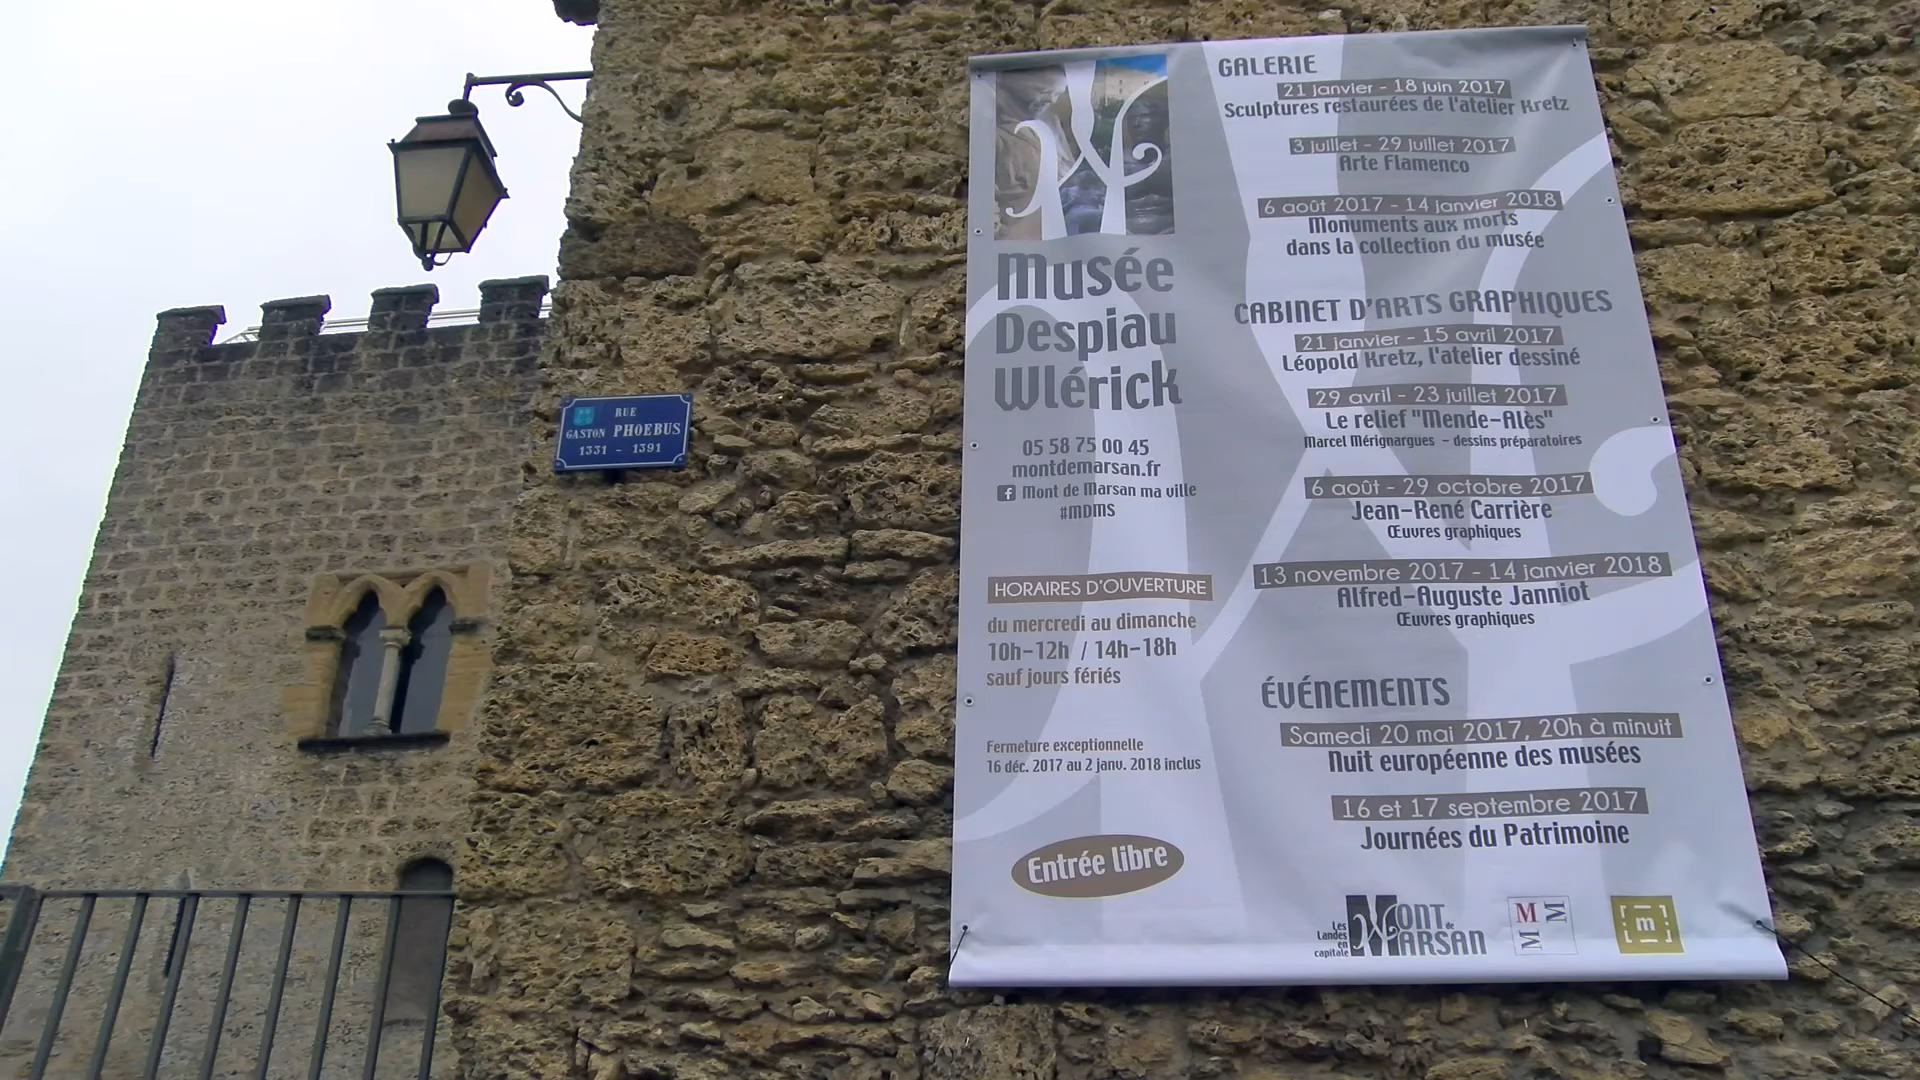 RUE
GASTON PHOEBUS
1331 - 1391
Musée
Despiau
Wlérick
05 58 75 00 45
montdemarsan.fr
f Mont de Marsan ma ville
#MDMS
HORAIRES D'OUVERTURE
du mercredi au dimanche
10h-12h / 14h-18h
sauf jours fériés
Fermeture exceptionnelle
16 déc. 2017 au 2 janv. 2018 inclus
Entrée libre
GALERIE
21 janvier - 18 juin 2017
Sculptures restaurées de l'atelier Kretz
3 juillet - 29 juillet 2017
Arte Flamenco
6 août 2017 - 14 janvier 2018
Monuments aux morts
dans la collection du musée
CABINET D'ARTS GRAPHIQUES
21 janvier - 15 avril 2017
Léopold Kretz, l'atelier dessiné
29 avril - 23 juillet 2017
Le relief "Mende-Alès"
Marcel Mérignargues - dessins préparatoires
6 août - 29 octobre 2017
Jean-René Carrière
Œuvres graphiques
13 novembre 2017 - 14 janvier 2018
Alfred-Auguste Janniot
Œuvres graphiques
ÉVÉNEMENTS
Samedi 20 mai 2017, 20h à minuit
Nuit européenne des musées
16 et 17 septembre 2017
Journées du Patrimoine
Les
Landes
en
capitale
MONT de
MARSAN
M M
M
m